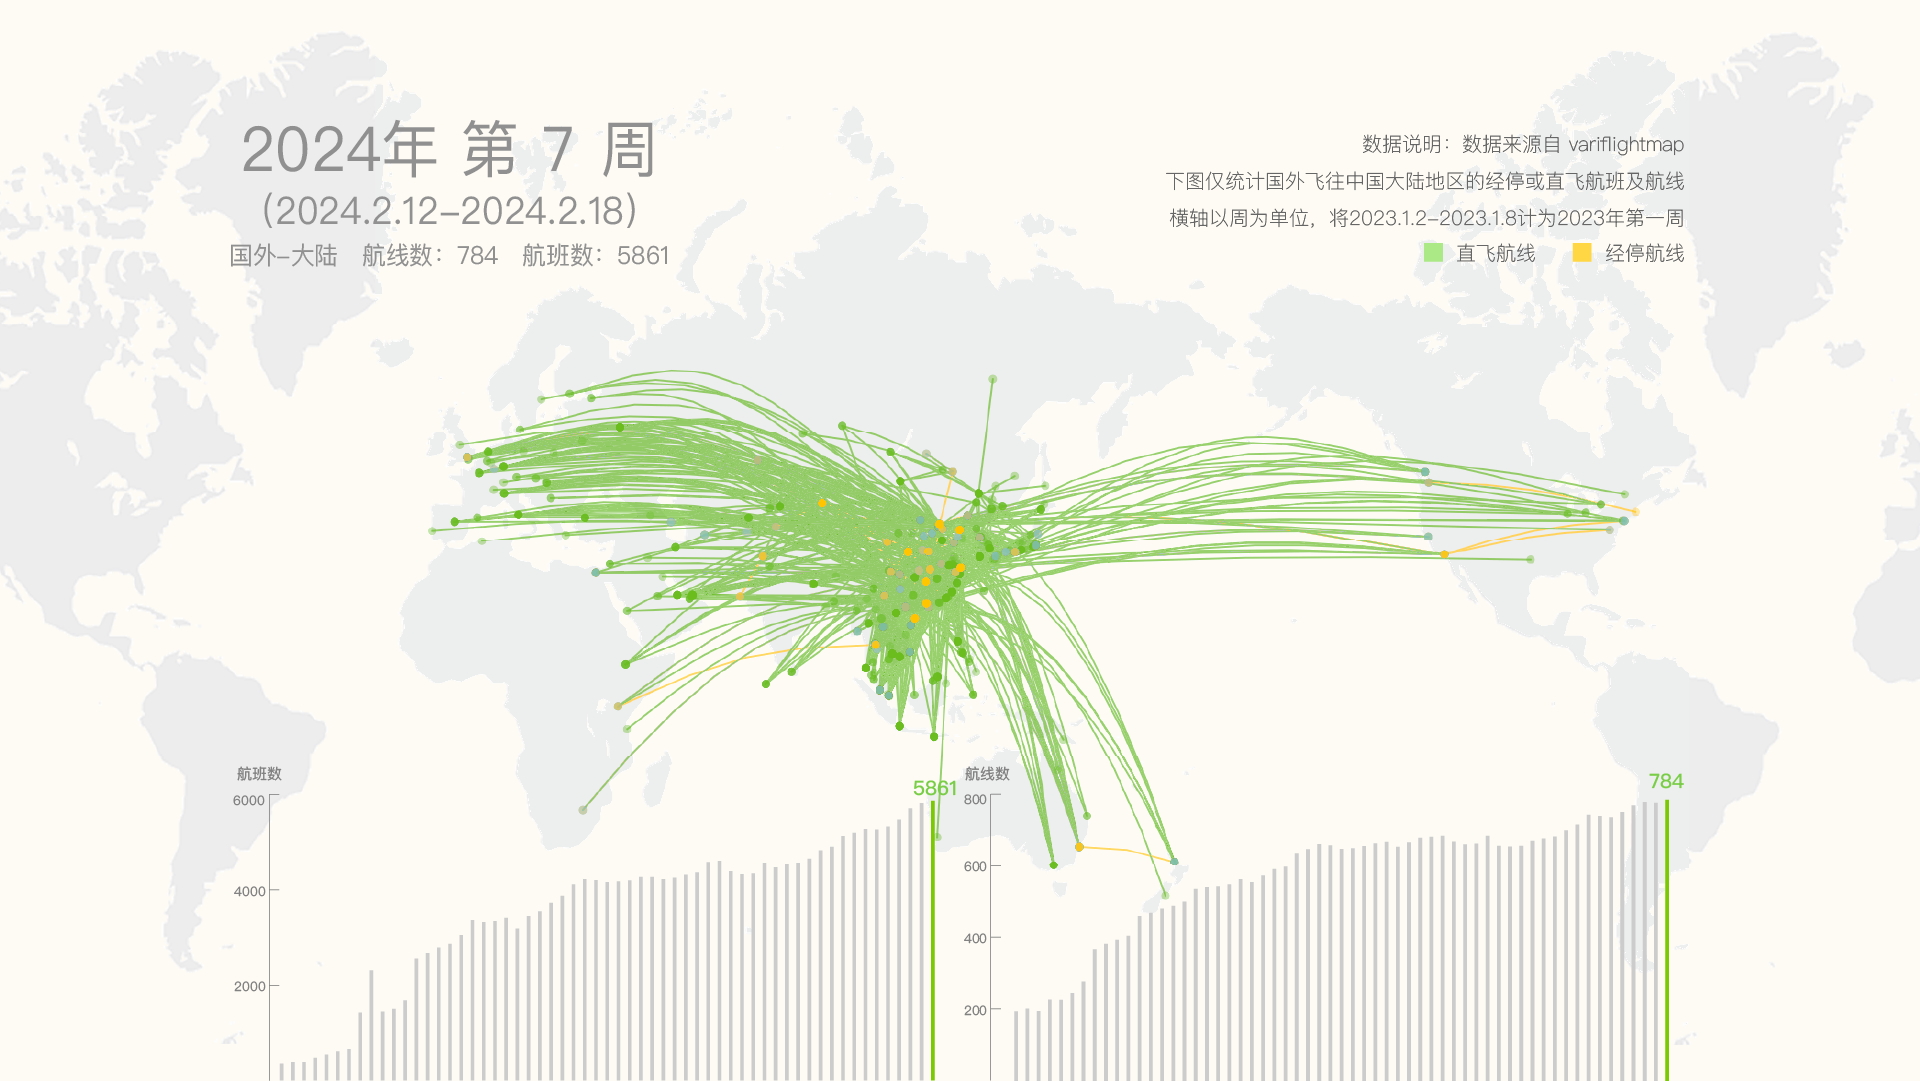 2024年 第 7 周
(2024.2.12-2024.2.18)
国外-大陆 航线数：784 航班数：5861
数据说明：数据来源自 variflightmap
下图仅统计国外飞往中国大陆地区的经停或直飞航班及航线
横轴以周为单位，将2023.1.2-2023.1.8计为2023年第一周
直飞航线 经停航线
航班数
6000
4000
2000
5861
航线数
800
600
400
200
784